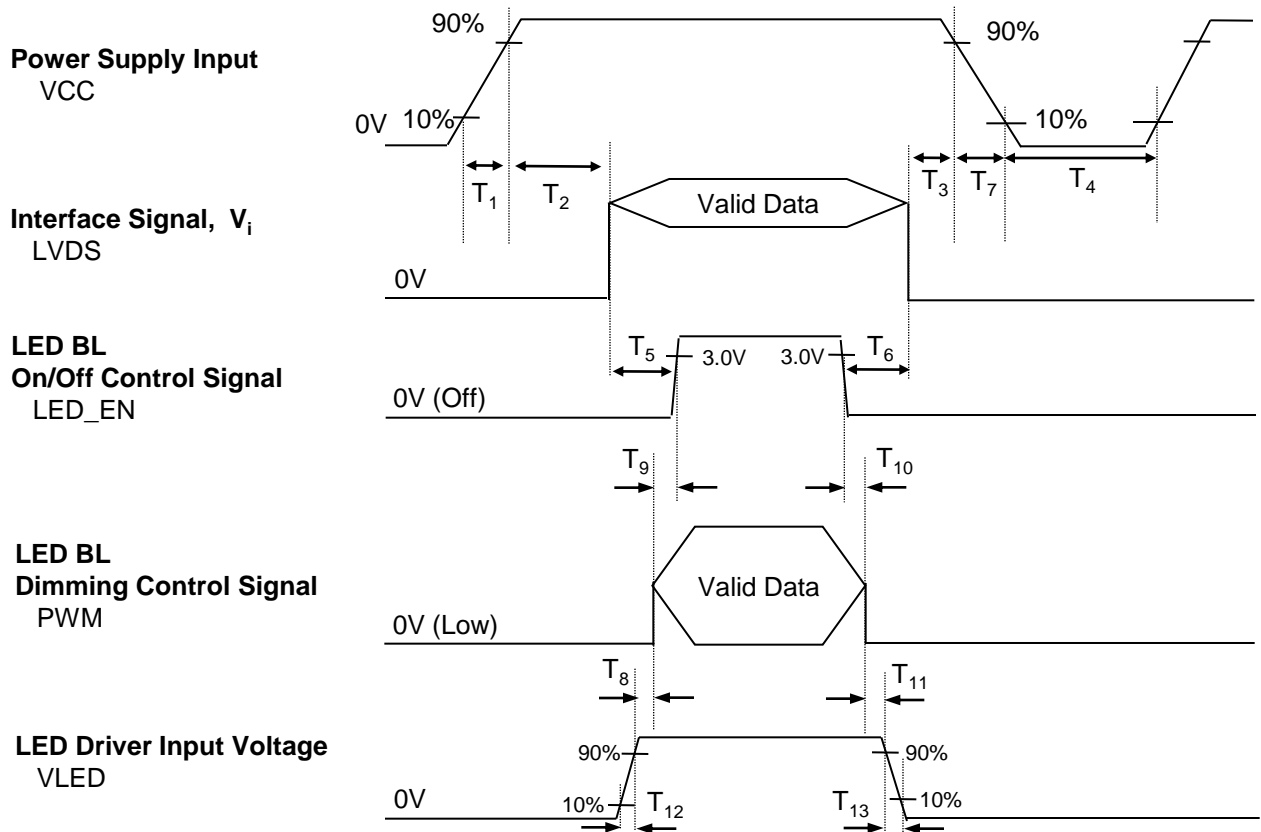 90%
90%
Power Supply Input
VCC
0V
10%
10%
T1
T2
T3
T7
T4
Valid Data
Interface Signal, Vi
LVDS
0V
LED BL
On/Off Control Signal
LED_EN
T5
3.0V
3.0V
T6
0V (Off)
T9
T10
LED BL
Dimming Control Signal
PWM
Valid Data
0V (Low)
T8
T11
LED Driver Input Voltage
VLED
90%
90%
0V
10%
T12
T13
10%